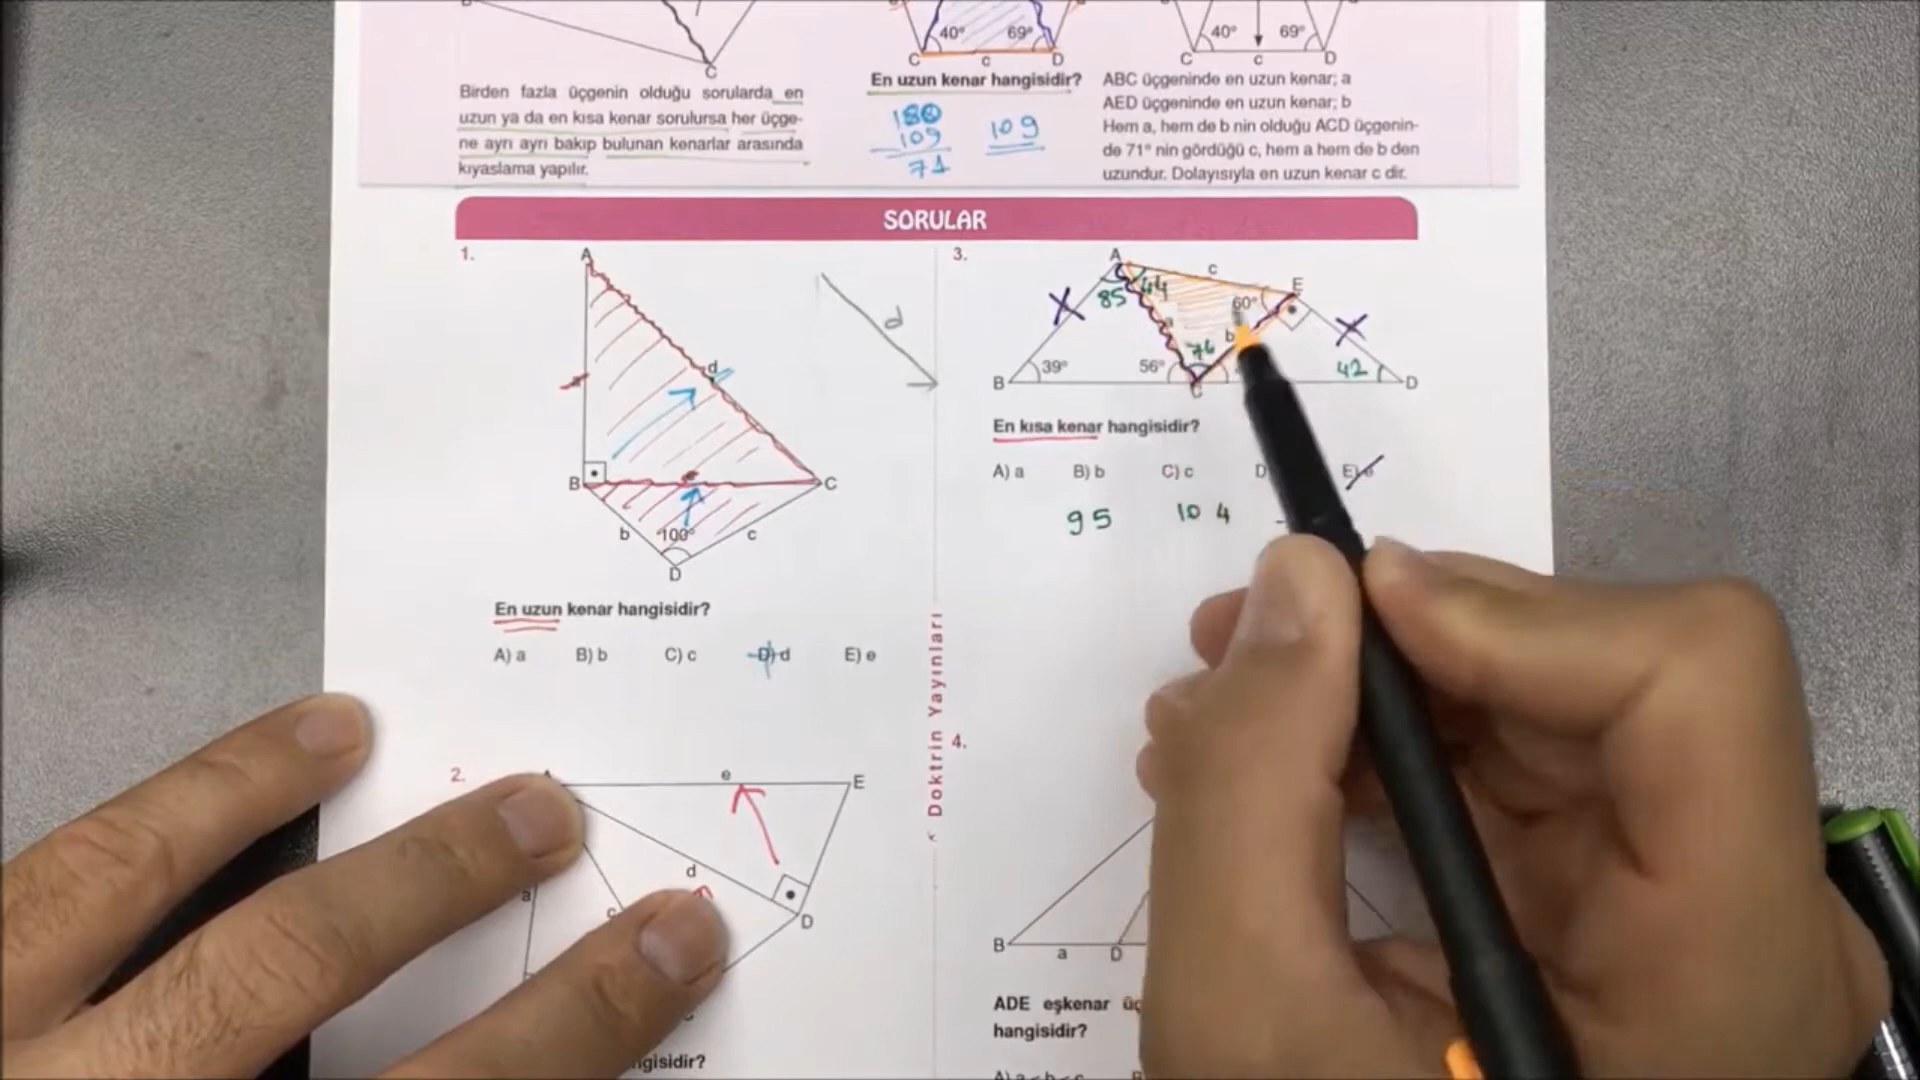 C
Birden fazla üçgenin olduğu sorularda en
uzun ya da en kısa kenar sorulursa her üçge-
ne ayrı ayrı bakıp bulunan kenarlar arasında
kıyaslama yapılır.
40° 69°
C c D
En uzun kenar hangisidir?
180
109
71
109
40° 69°
C c D
ABC üçgeninde en uzun kenar; a
AED üçgeninde en uzun kenar; b
Hem a, hem de b nin olduğu ACD üçgenin-
de 71° nin gördüğü c, hem a hem de b den
uzundur. Dolayısıyla en uzun kenar c dir.
SORULAR
1.
A
d
B
C
b 100° c
D
d
En uzun kenar hangisidir?
A) a B) b C) c D) d E) e
2.
e E
d
a
c
D
gisidir?
Doktrin Yayınları
3.
A c E
85 44 60°
a
b
76
B 39° 56° C 42 D
En kısa kenar hangisidir?
A) a B) b C) c D E) e
95 104
4.
B a D
ADE eşkenar
hangisidir?